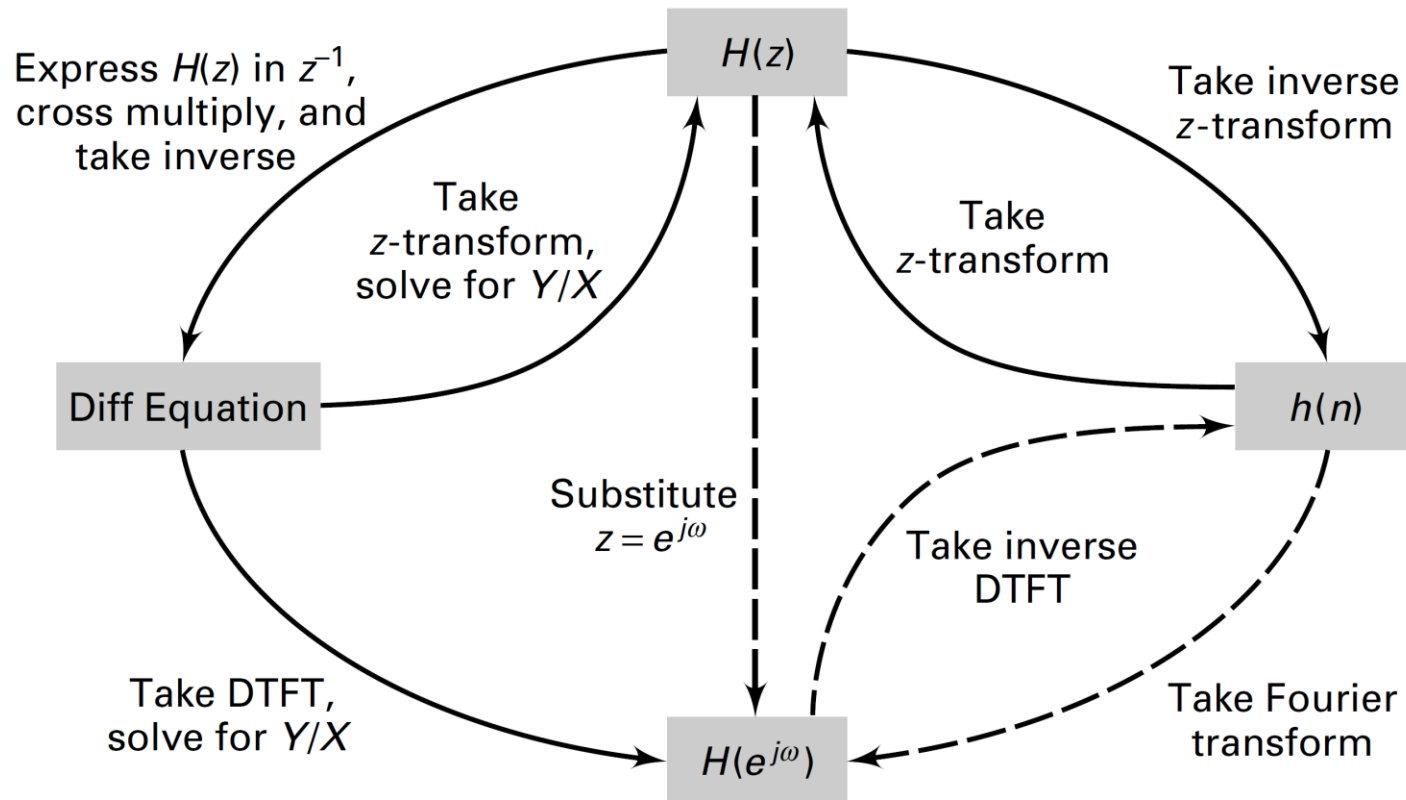 H(z)
Express H(z) in z⁻¹,
cross multiply, and
take inverse
Take inverse
z-transform
Take
z-transform,
solve for Y/X
Take
z-transform
Diff Equation
h(n)
Substitute
z = e^{jω}
Take inverse
DTFT
Take DTFT,
solve for Y/X
Take Fourier
transform
H(e^{jω})